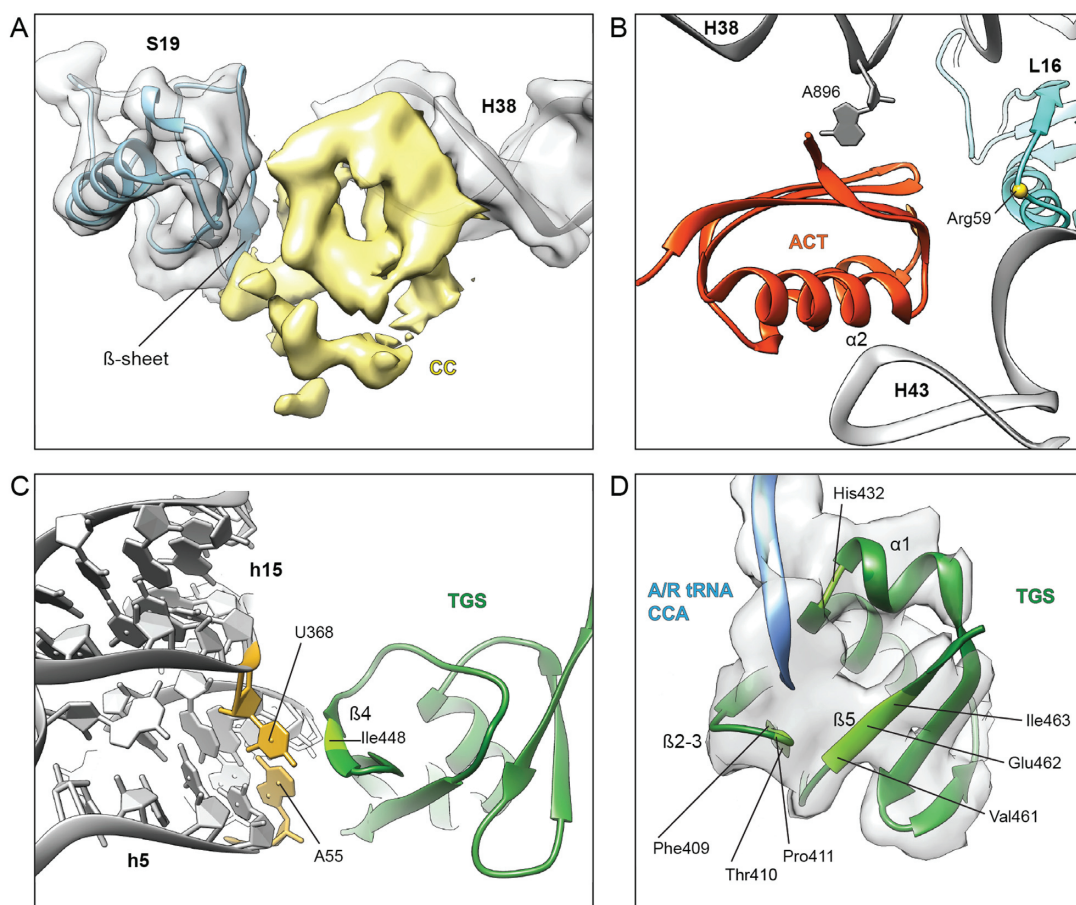 A
S19
H38
ß-sheet
CC
B
H38
A896
L16
Arg59
ACT
α2
H43
C
h15
U368
TGS
ß4
Ile448
A55
h5
D
His432
α1
A/R tRNA
CCA
TGS
ß5
ß2-3
Ile463
Glu462
Val461
Phe409
Thr410
Pro411